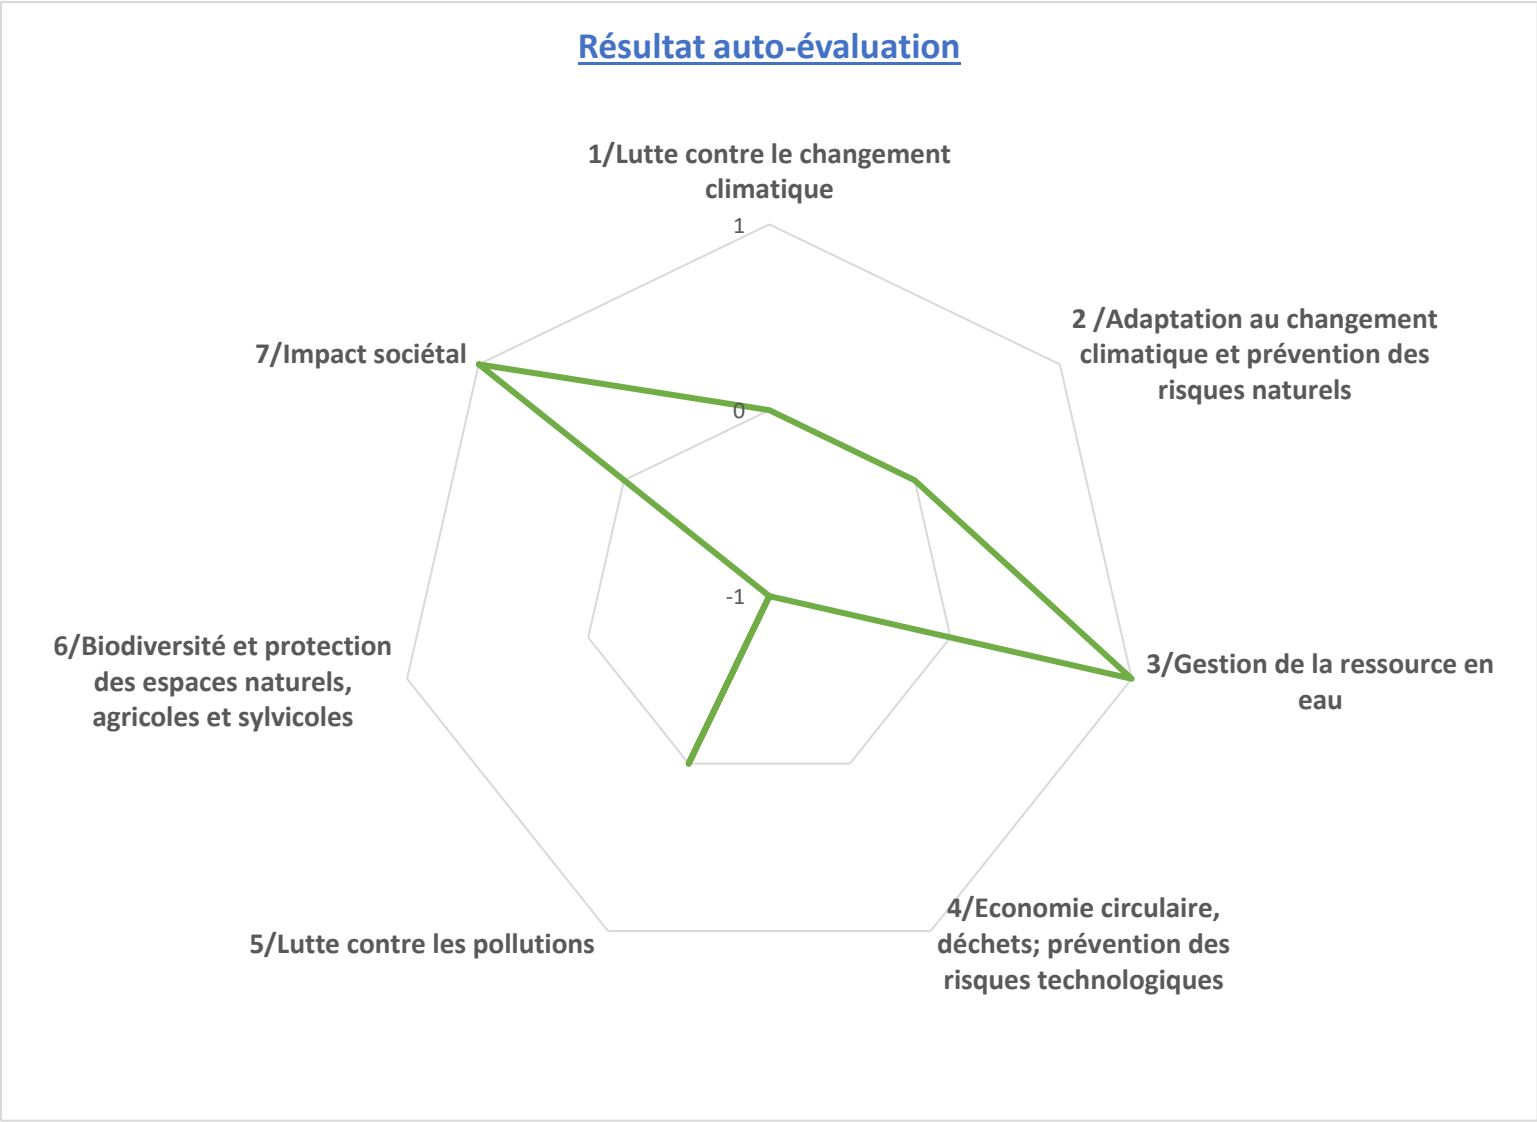 Résultat auto-évaluation
1/Lutte contre le changement
climatique
1
2 /Adaptation au changement
climatique et prévention des
risques naturels
7/Impact sociétal
0
-1
6/Biodiversité et protection
des espaces naturels,
agricoles et sylvicoles
3/Gestion de la ressource en
eau
4/Economie circulaire,
déchets; prévention des
risques technologiques
5/Lutte contre les pollutions